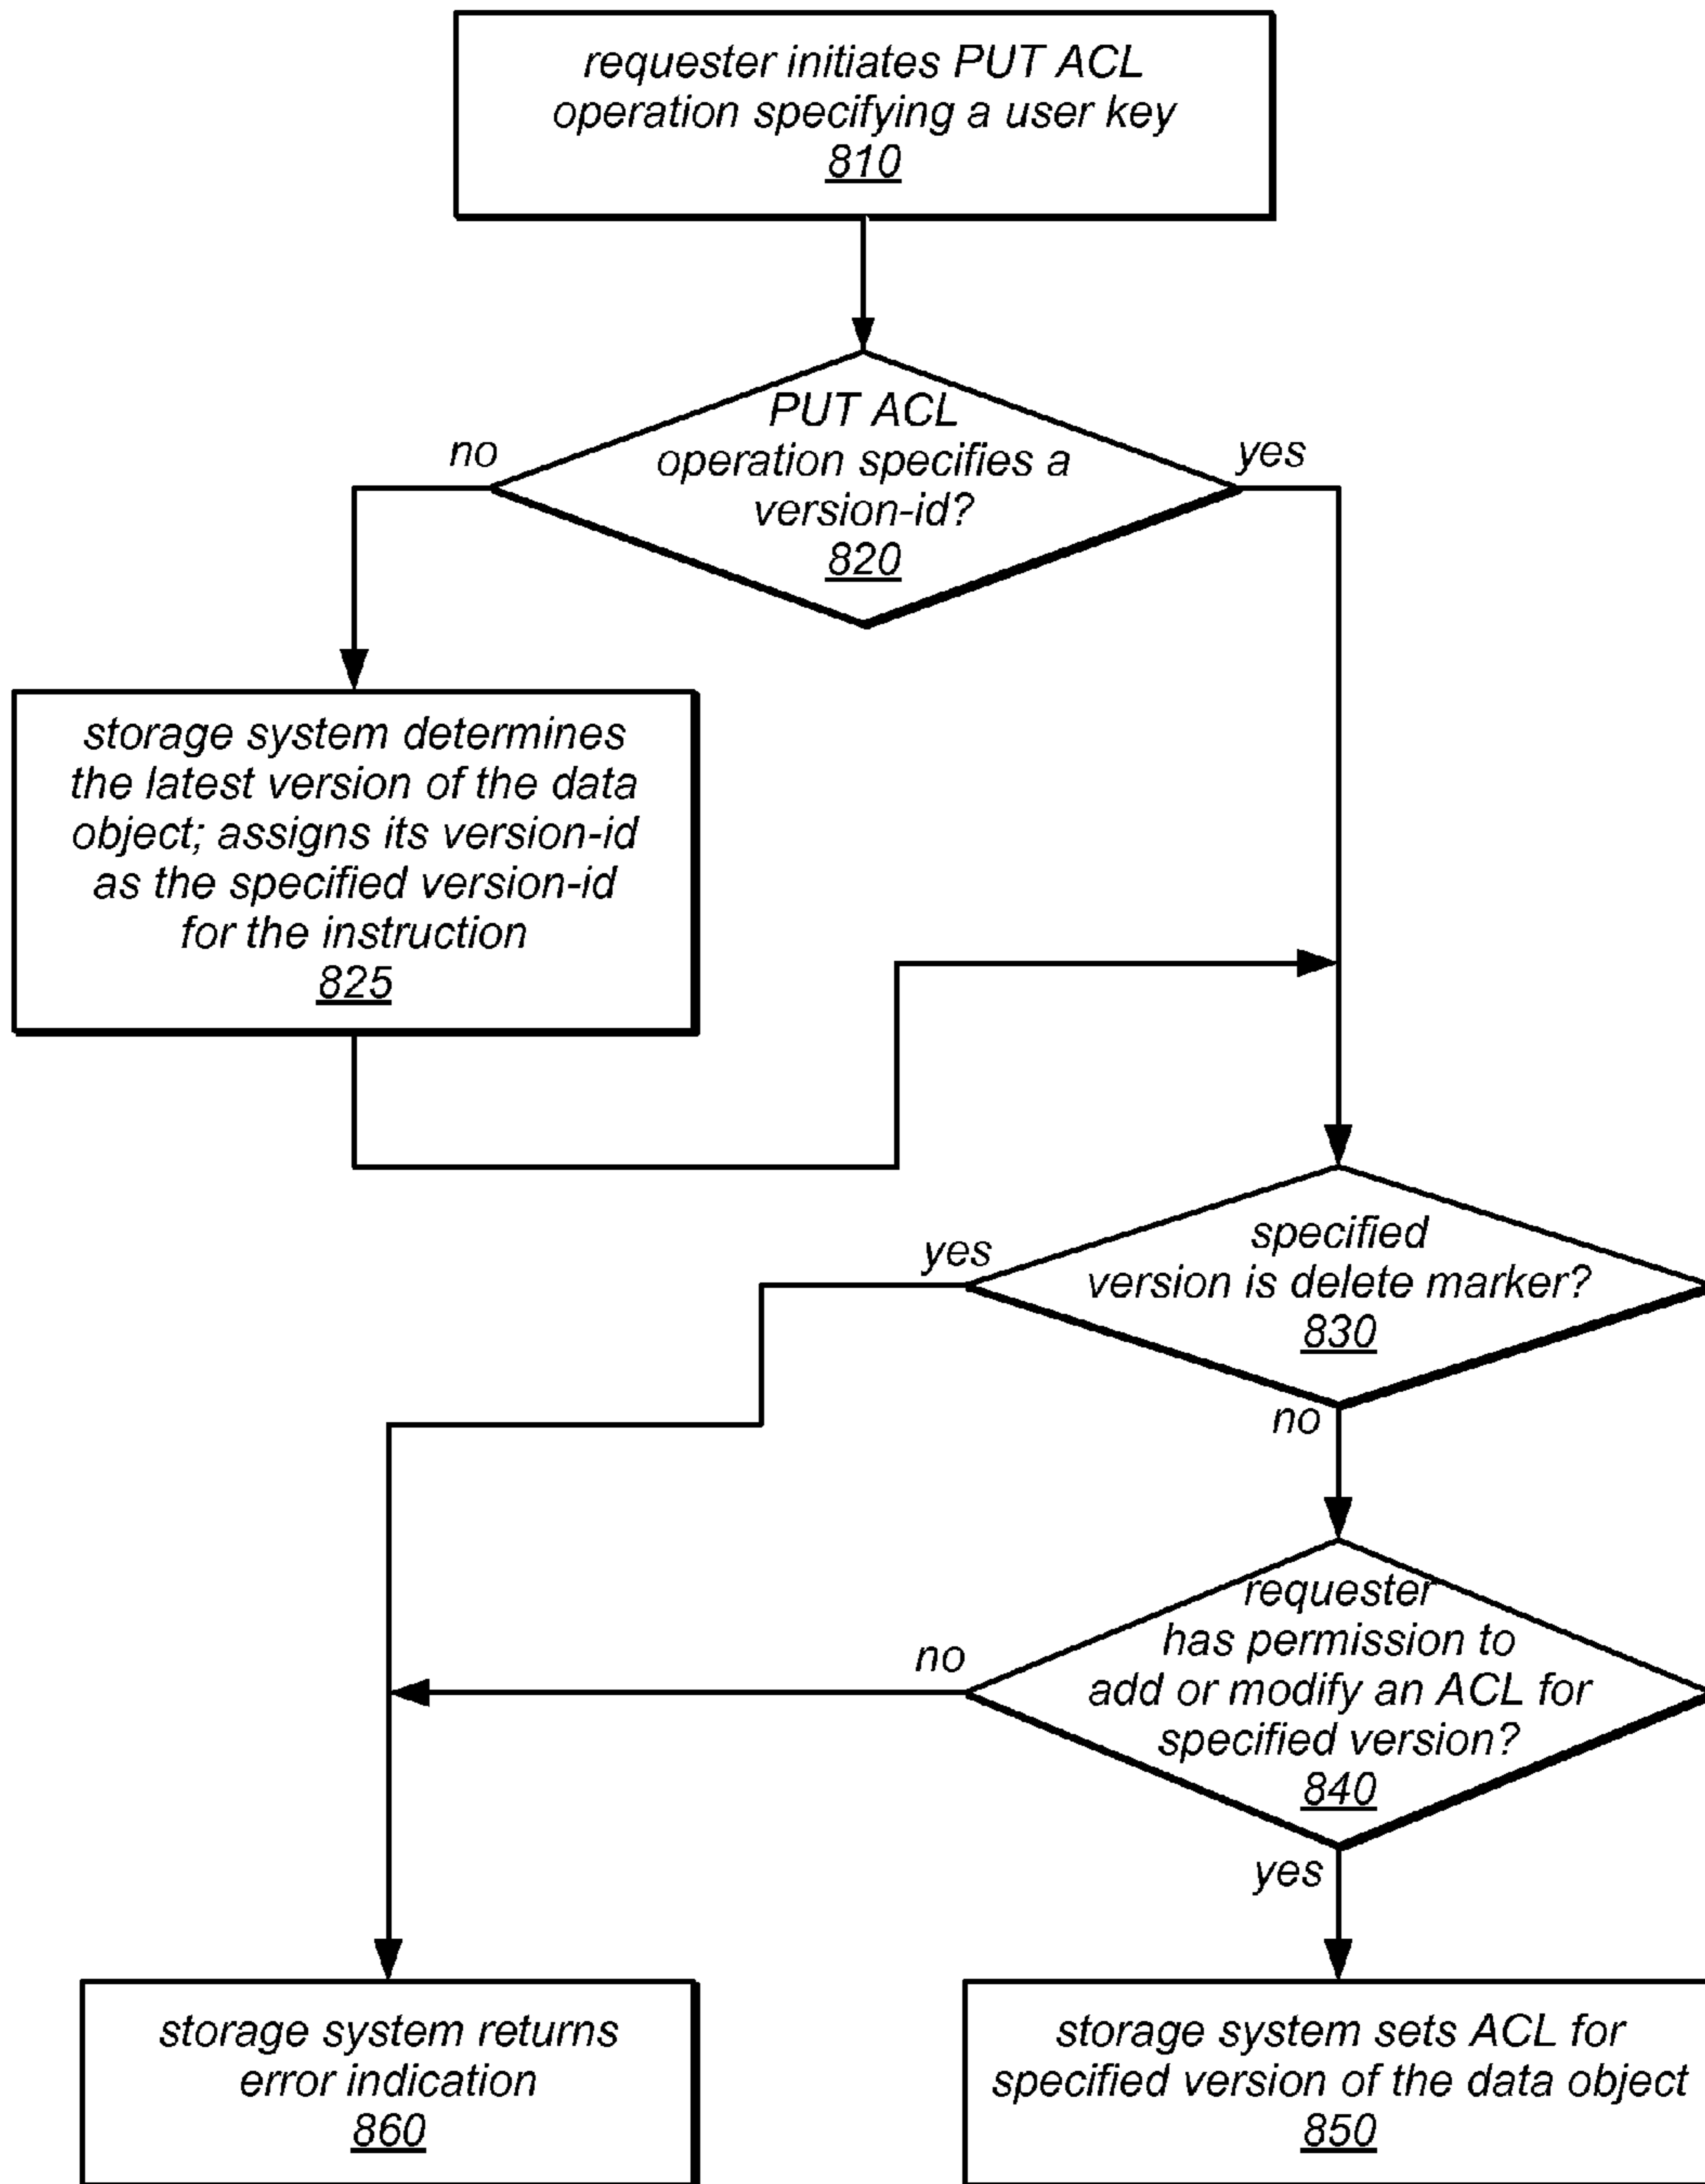 requester initiates PUT ACL
operation specifying a user key
810
PUT ACL
operation specifies a
version-id?
820
no
yes
storage system determines
the latest version of the data
object; assigns its version-id
as the specified version-id
for the instruction
825
specified
version is delete marker?
830
yes
no
requester
has permission to
add or modify an ACL for
specified version?
840
no
yes
storage system returns
error indication
860
storage system sets ACL for
specified version of the data object
850